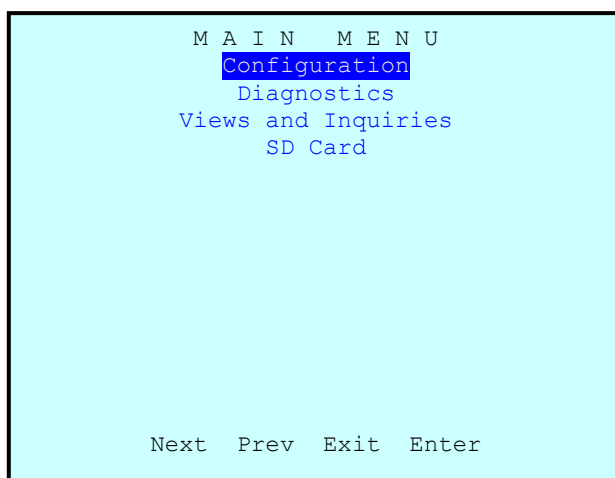 M A I N  M E N U
Configuration
Diagnostics
Views and Inquiries
SD Card
Next Prev Exit Enter